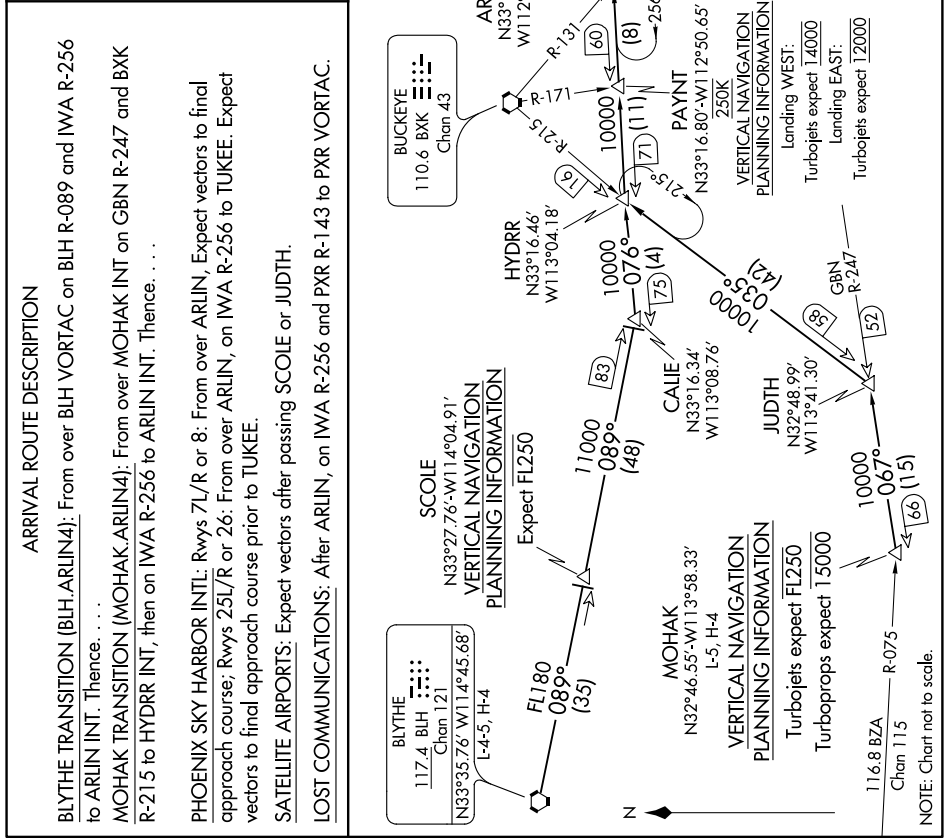 ARRIVAL ROUTE DESCRIPTION
BLYTHE TRANSITION (BLH.ARLIN4): From over BLH VORTAC on BLH R-089 and IWA R-256
to ARLIN INT. Thence. . . .
MOHAK TRANSITION (MOHAK.ARLIN4): From over MOHAK INT on GBN R-247 and BXK
R-215 to HYDRR INT, then on IWA R-256 to ARLIN INT. Thence. . . .
PHOENIX SKY HARBOR INTL: Rwys 7L/R or 8: From over ARLIN, Expect vectors to final
approach course; Rwys 25L/R or 26: From over ARLIN, on IWA R-256 to TUKEE. Expect
vectors to final approach course prior to TUKEE.
SATELLITE AIRPORTS: Expect vectors after passing SCOLE or JUDTH.
LOST COMMUNICATIONS: After ARLIN, on IWA R-256 and PXR R-143 to PXR VORTAC.
BLYTHE
117.4 BLH
Chan 121
N33°35.76' W114°45.68'
L-4-5, H-4
FL180
089°
(35)
SCOLE
N33°27.76'-W114°04.91'
VERTICAL NAVIGATION
PLANNING INFORMATION
Expect FL250
11000
089°
(48)
83
CALIE
N33°16.34'
W113°08.76'
75
10000
076°
(4)
HYDRR
N33°16.46'
W113°04.18'
16
R-215
215°
71
10000
(11)
BUCKEYE
110.6 BXK
Chan 43
R-171
R-131
60
(8)
256
AR
N33°
W112°
PAYNT
N33°16.80'-W112°50.65'
250K
VERTICAL NAVIGATION
PLANNING INFORMATION
Landing WEST:
Turbojets expect 14000
Landing EAST:
Turbojets expect 12000
10000
035°
(42)
58
GBN
R-247
52
JUDTH
N32°48.99'
W113°41.30'
10000
067°
(15)
66
MOHAK
N32°46.55'-W113°58.33'
L-5, H-4
VERTICAL NAVIGATION
PLANNING INFORMATION
Turbojets expect FL250
Turboprops expect 15000
R-075
116.8 BZA
Chan 115
N
NOTE: Chart not to scale.